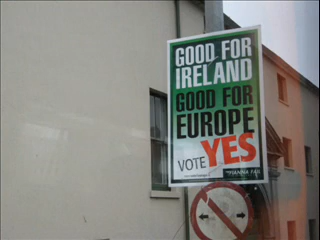 GOOD FOR
IRELAND
GOOD FOR
EUROPE
VOTE YES
FIANNA FÁIL